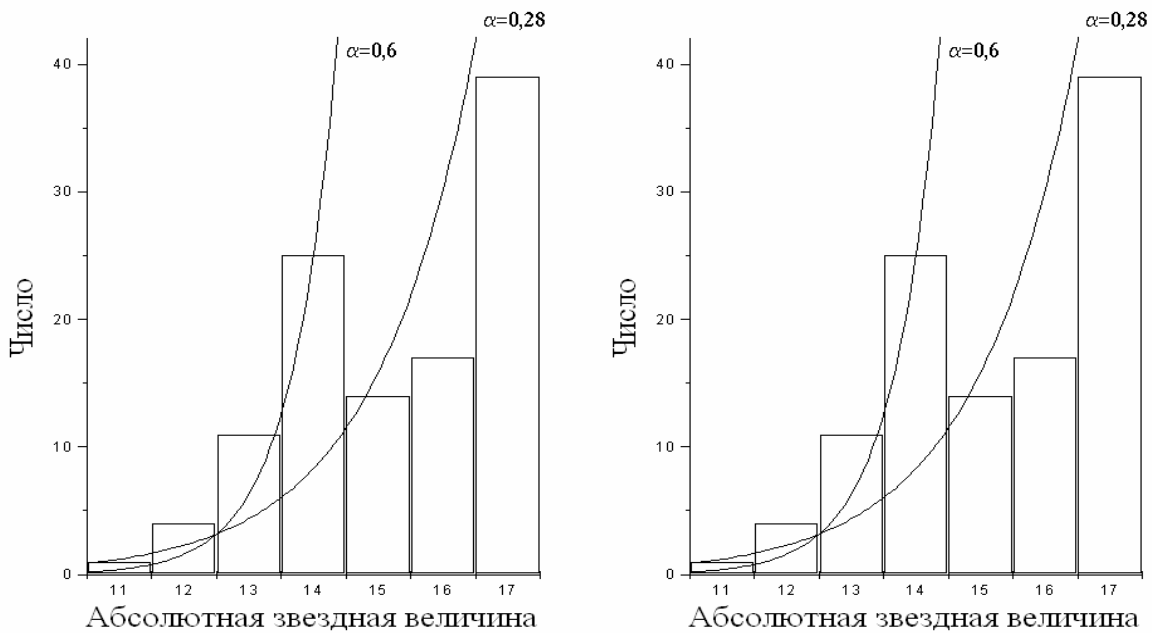 α=0,28
α=0,6
40
30
20
10
0
Число
11 12 13 14 15 16 17
Абсолютная звездная величина
α=0,28
α=0,6
40
30
20
10
0
Число
11 12 13 14 15 16 17
Абсолютная звездная величина